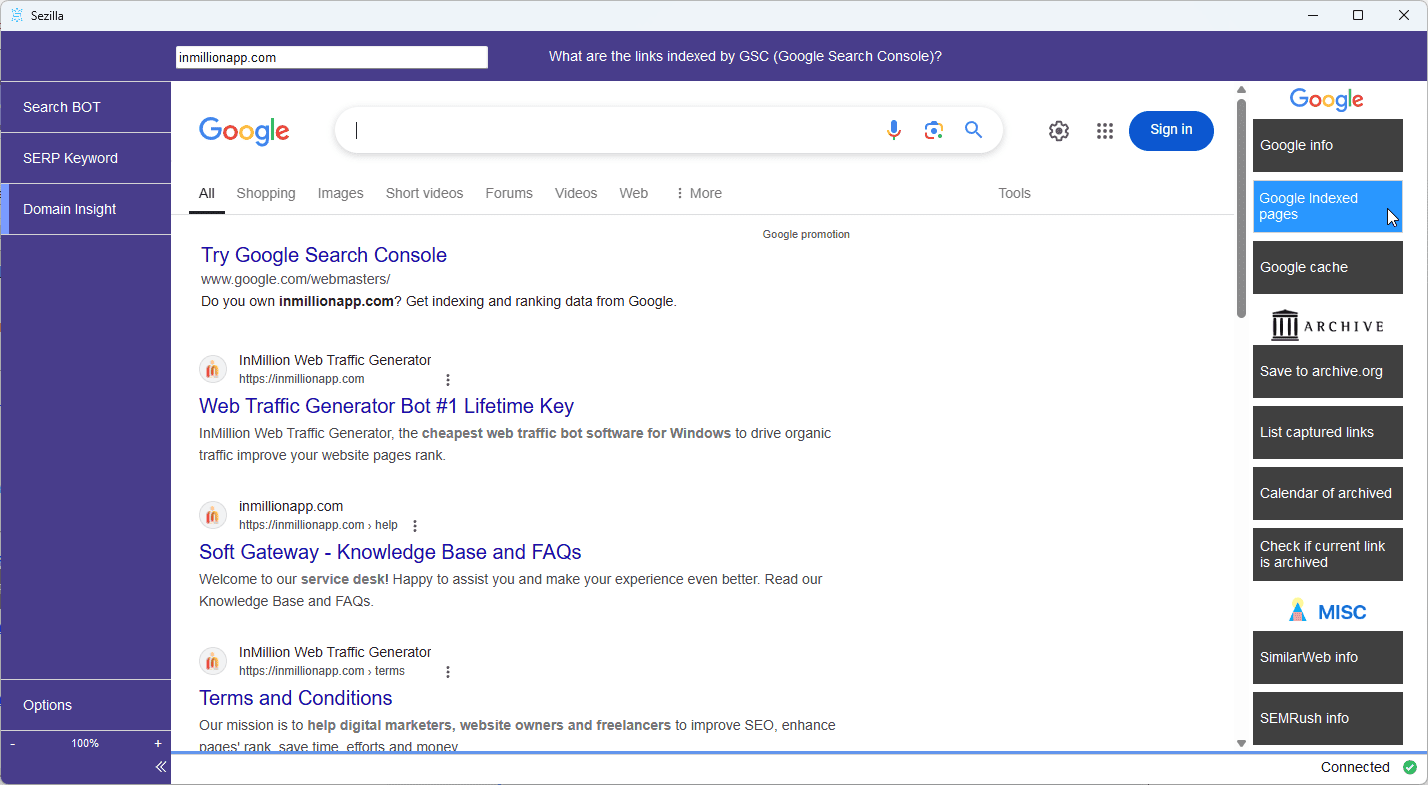 Sezilla
inmillionapp.com
What are the links indexed by GSC (Google Search Console)?
Search BOT
SERP Keyword
Domain Insight
Options
- 100% +
Google
Sign in
All Shopping Images Short videos Forums Videos Web More Tools
Google promotion
Try Google Search Console
www.google.com/webmasters/
Do you own inmillionapp.com? Get indexing and ranking data from Google.
InMillion Web Traffic Generator
https://inmillionapp.com
Web Traffic Generator Bot #1 Lifetime Key
InMillion Web Traffic Generator, the cheapest web traffic bot software for Windows to drive organic
traffic improve your website pages rank.
inmillionapp.com
https://inmillionapp.com › help
Soft Gateway - Knowledge Base and FAQs
Welcome to our service desk! Happy to assist you and make your experience even better. Read our
Knowledge Base and FAQs.
InMillion Web Traffic Generator
https://inmillionapp.com › terms
Terms and Conditions
Our mission is to help digital marketers, website owners and freelancers to improve SEO, enhance
pages' rank, save time, efforts and money
Google
Google info
Google Indexed
pages
Google cache
ARCHIVE
Save to archive.org
List captured links
Calendar of archived
Check if current link
is archived
MISC
SimilarWeb info
SEMRush info
Connected